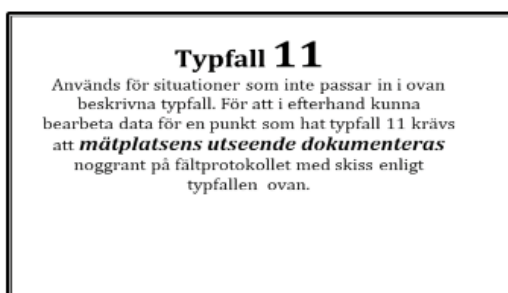 Typfall 11
Används för situationer som inte passar in i ovan
beskrivna typfall. För att i efterhand kunna
bearbeta data för en punkt som hat typfall 11 krävs
att mätplatsens utseende dokumenteras
noggrant på fältprotokollet med skiss enligt
typfallen ovan.